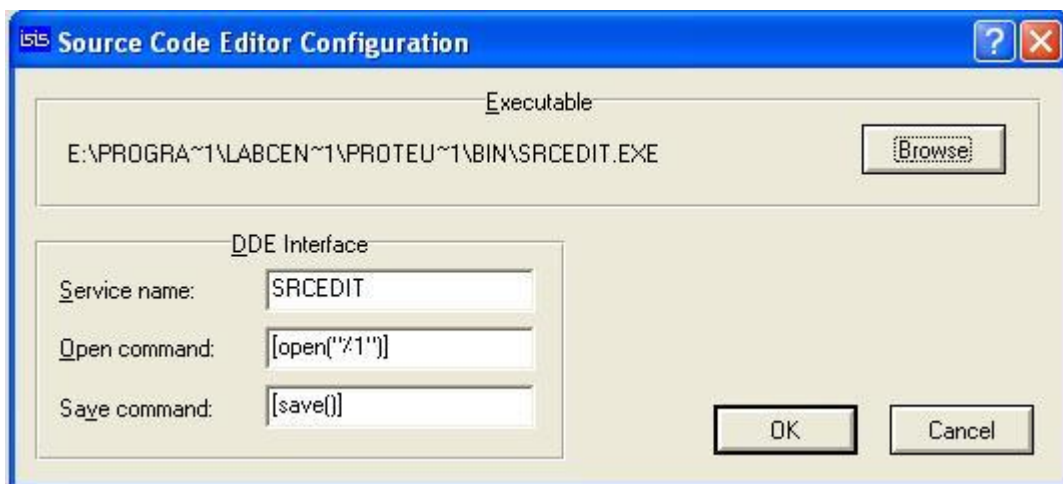 isis Source Code Editor Configuration
Executable
E:\PROGRA~1\LABCEN~1\PROTEU~1\BIN\SRCEDIT.EXE Browse
DDE Interface
Service name: SRCEDIT
Open command: [open("%1")]
Save command: [save()]
OK Cancel